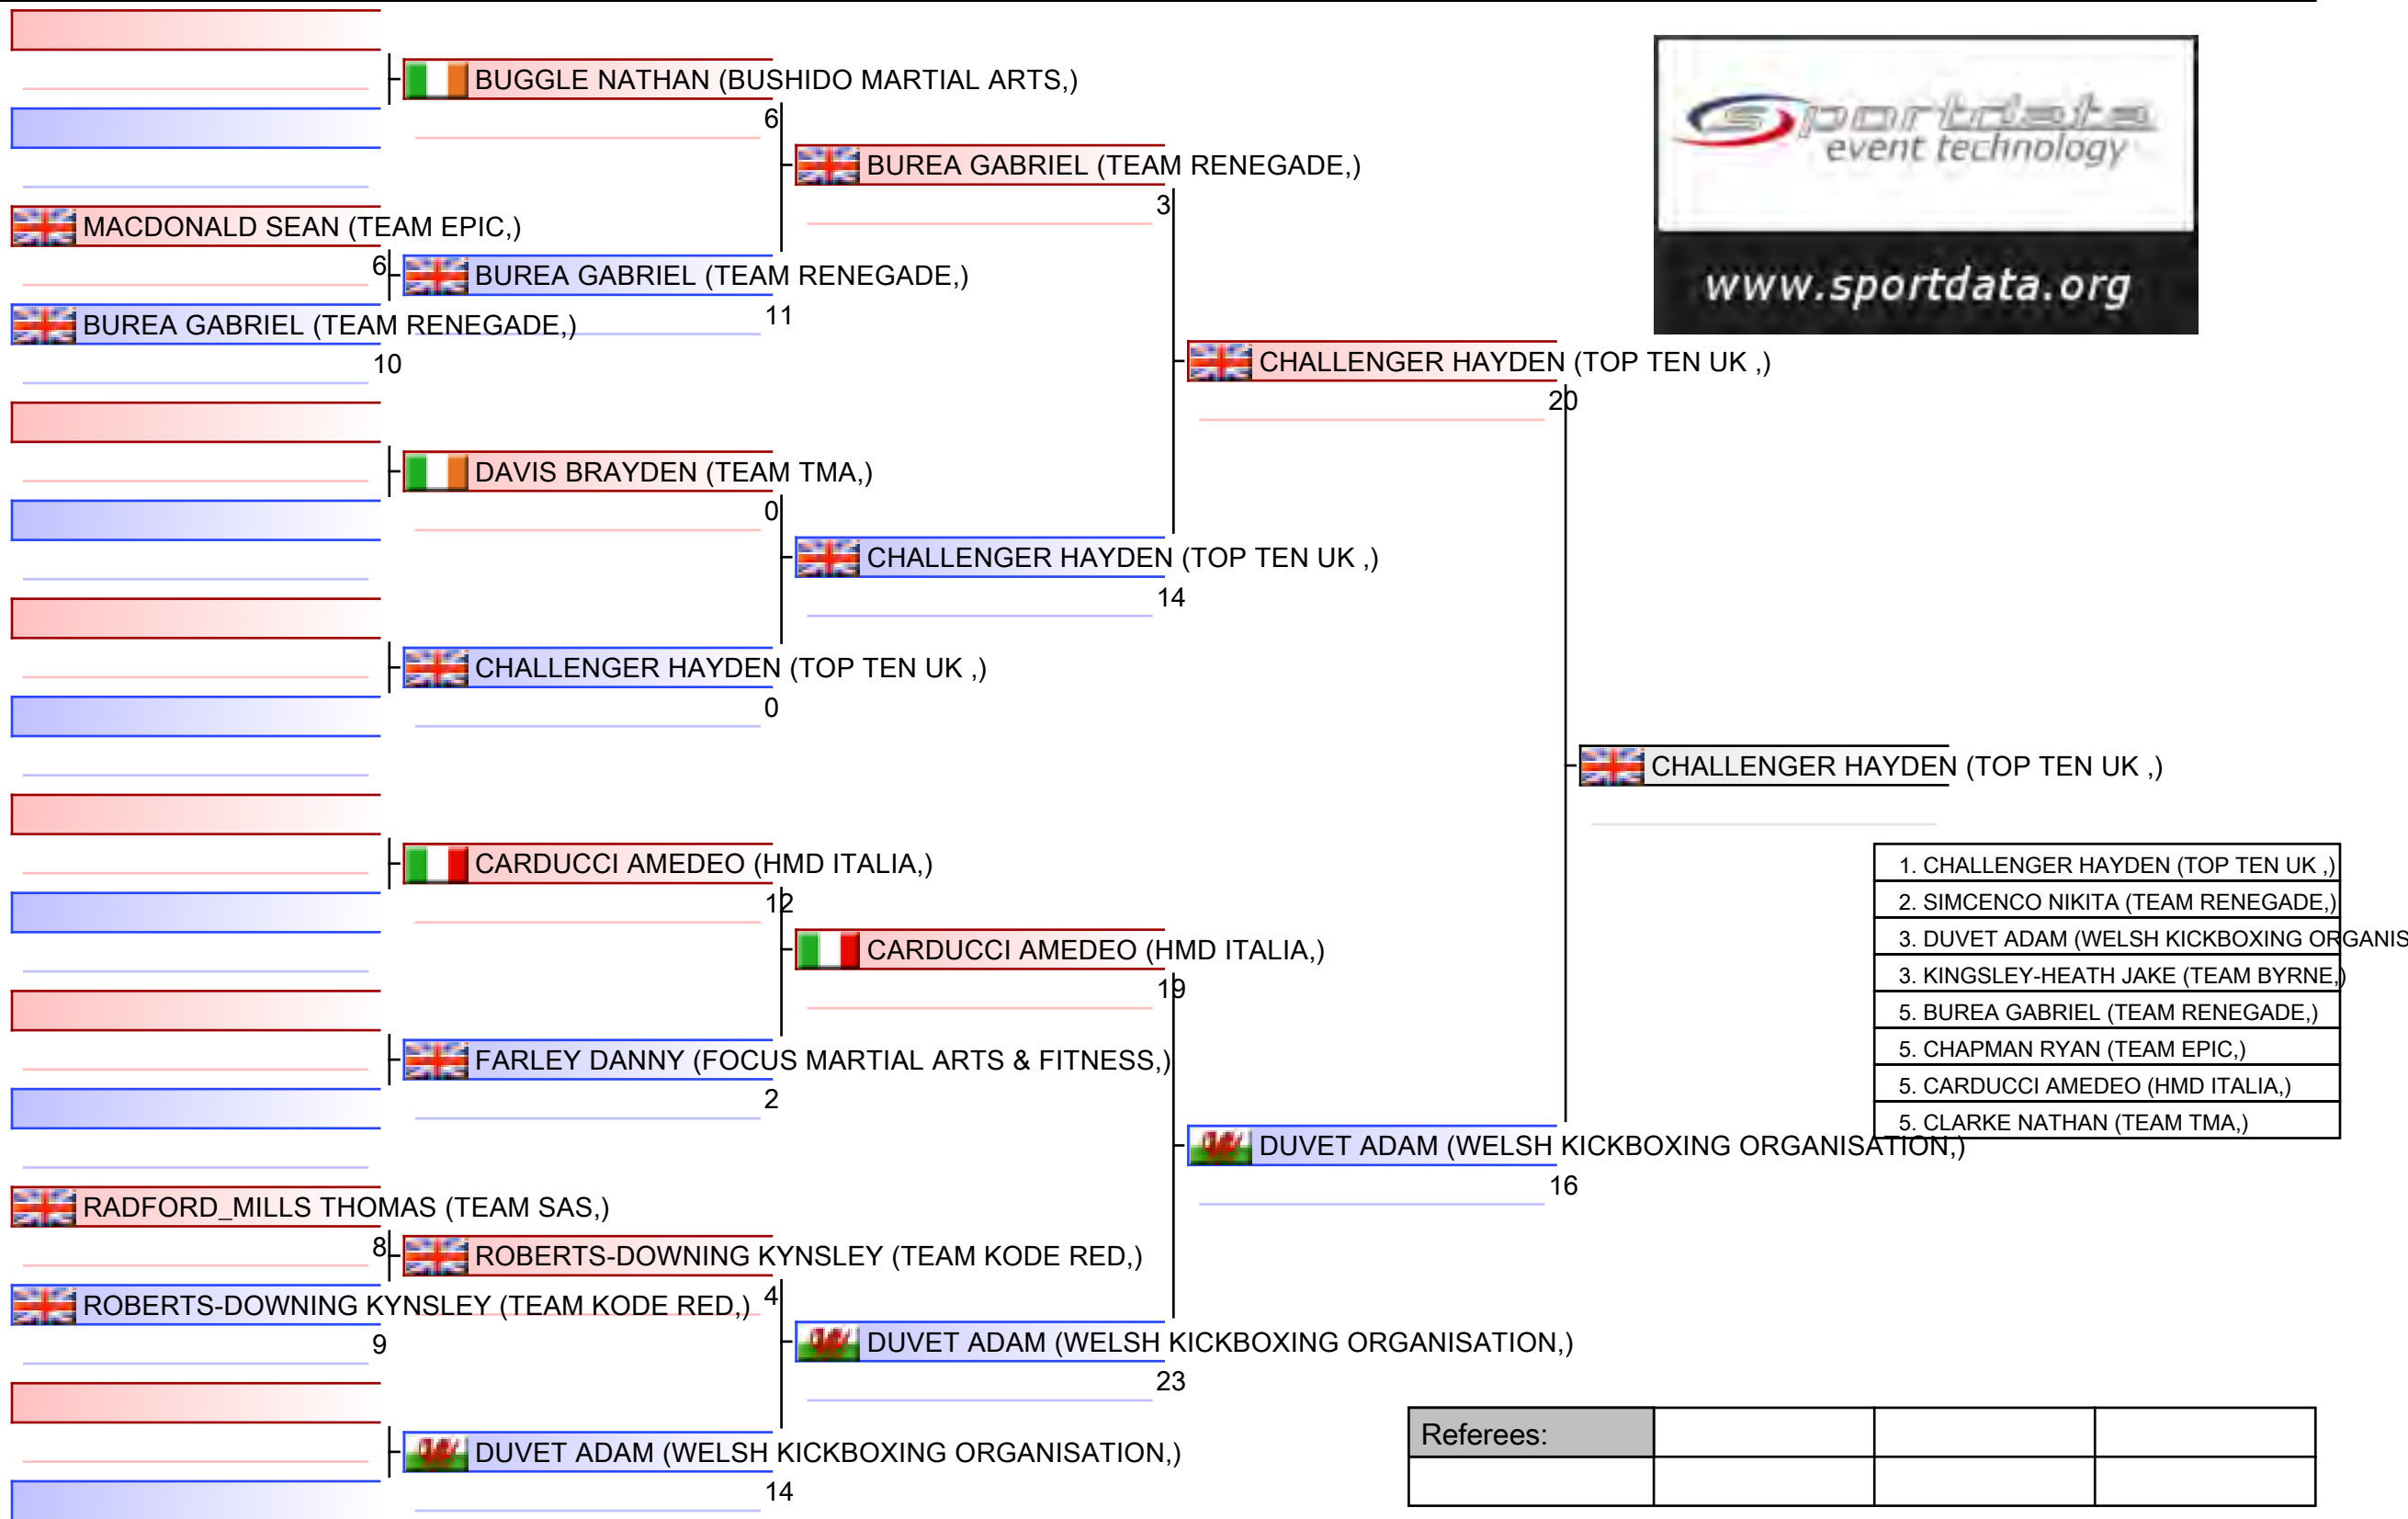 BUGGLE NATHAN (BUSHIDO MARTIAL ARTS,)
6
BUREA GABRIEL (TEAM RENEGADE,)
3
MACDONALD SEAN (TEAM EPIC,)
6
BUREA GABRIEL (TEAM RENEGADE,)
11
BUREA GABRIEL (TEAM RENEGADE,)
10
sportdata
event technology
www.sportdata.org
CHALLENGER HAYDEN (TOP TEN UK ,)
20
DAVIS BRAYDEN (TEAM TMA,)
0
CHALLENGER HAYDEN (TOP TEN UK ,)
14
CHALLENGER HAYDEN (TOP TEN UK ,)
0
CHALLENGER HAYDEN (TOP TEN UK ,)
CARDUCCI AMEDEO (HMD ITALIA,)
12
CARDUCCI AMEDEO (HMD ITALIA,)
19
FARLEY DANNY (FOCUS MARTIAL ARTS & FITNESS,)
2
1. CHALLENGER HAYDEN (TOP TEN UK ,)
2. SIMCENCO NIKITA (TEAM RENEGADE,)
3. DUVET ADAM (WELSH KICKBOXING ORGANIS
3. KINGSLEY-HEATH JAKE (TEAM BYRNE,)
5. BUREA GABRIEL (TEAM RENEGADE,)
5. CHAPMAN RYAN (TEAM EPIC,)
5. CARDUCCI AMEDEO (HMD ITALIA,)
5. CLARKE NATHAN (TEAM TMA,)
DUVET ADAM (WELSH KICKBOXING ORGANISATION,)
16
RADFORD_MILLS THOMAS (TEAM SAS,)
8
ROBERTS-DOWNING KYNSLEY (TEAM KODE RED,)
4
ROBERTS-DOWNING KYNSLEY (TEAM KODE RED,)
9
DUVET ADAM (WELSH KICKBOXING ORGANISATION,)
23
DUVET ADAM (WELSH KICKBOXING ORGANISATION,)
14
Referees: